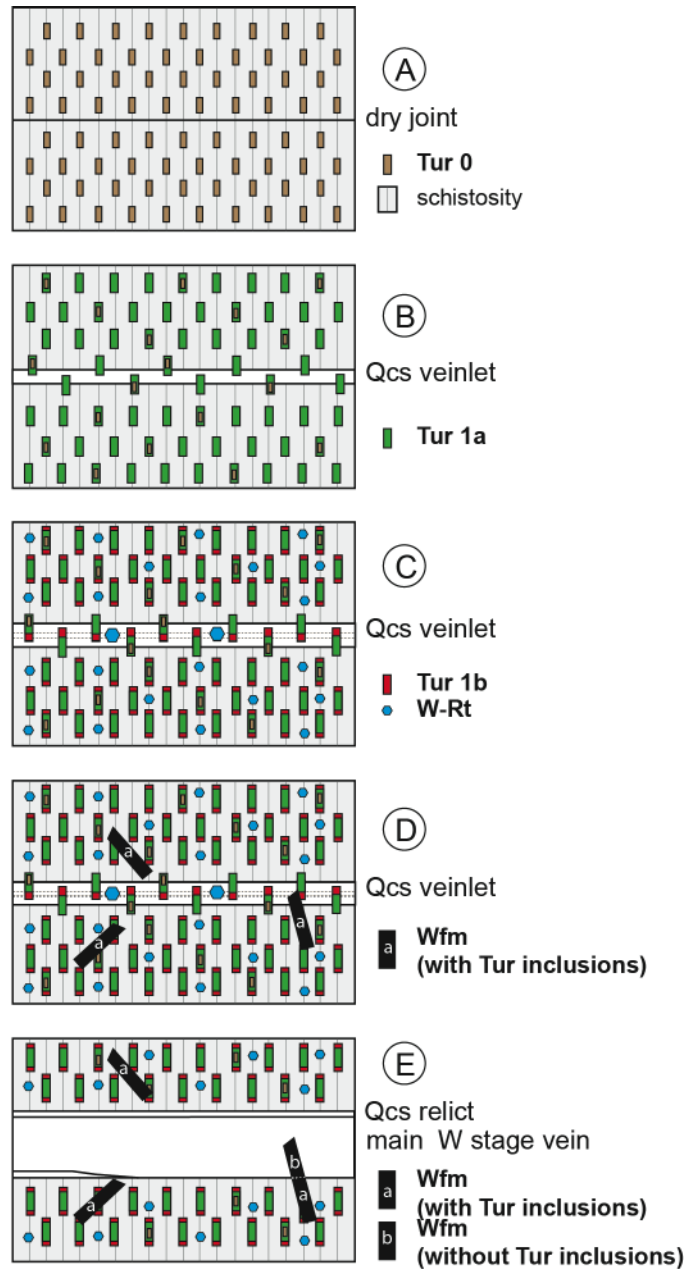 A
dry joint
Tur 0
schistosity
B
Qcs veinlet
Tur 1a
C
Qcs veinlet
Tur 1b
W-Rt
a
a
a
D
Qcs veinlet
a
Wfm
(with Tur inclusions)
a
b
a
a
E
Qcs relict
main W stage vein
a
Wfm
(with Tur inclusions)
b
Wfm
(without Tur inclusions)